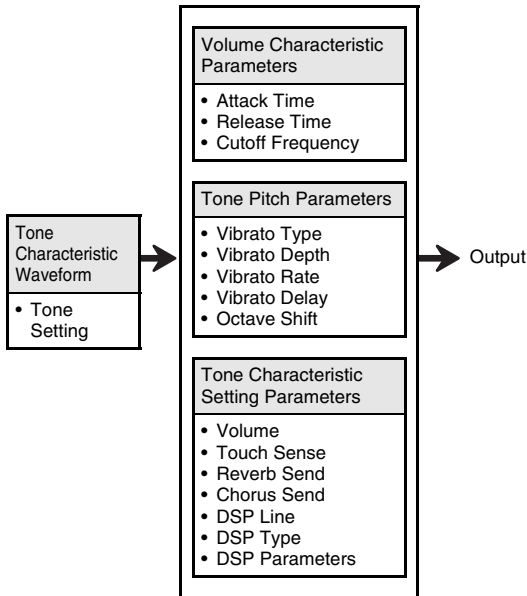 Tone
Characteristic
Waveform
• Tone
Setting
Volume Characteristic
Parameters
• Attack Time
• Release Time
• Cutoff Frequency
Tone Pitch Parameters
• Vibrato Type
• Vibrato Depth
• Vibrato Rate
• Vibrato Delay
• Octave Shift
Tone Characteristic
Setting Parameters
• Volume
• Touch Sense
• Reverb Send
• Chorus Send
• DSP Line
• DSP Type
• DSP Parameters
Output